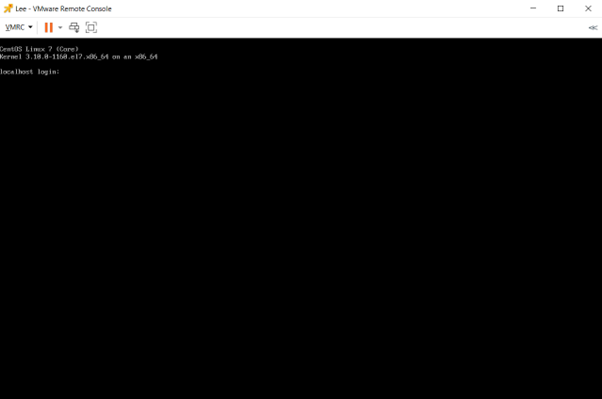 Lee - VMware Remote Console
VMRC
CentOS Linux 7 (Core)
Kernel 3.10.0-1160.el7.x86_64 on an x86_64
localhost login: